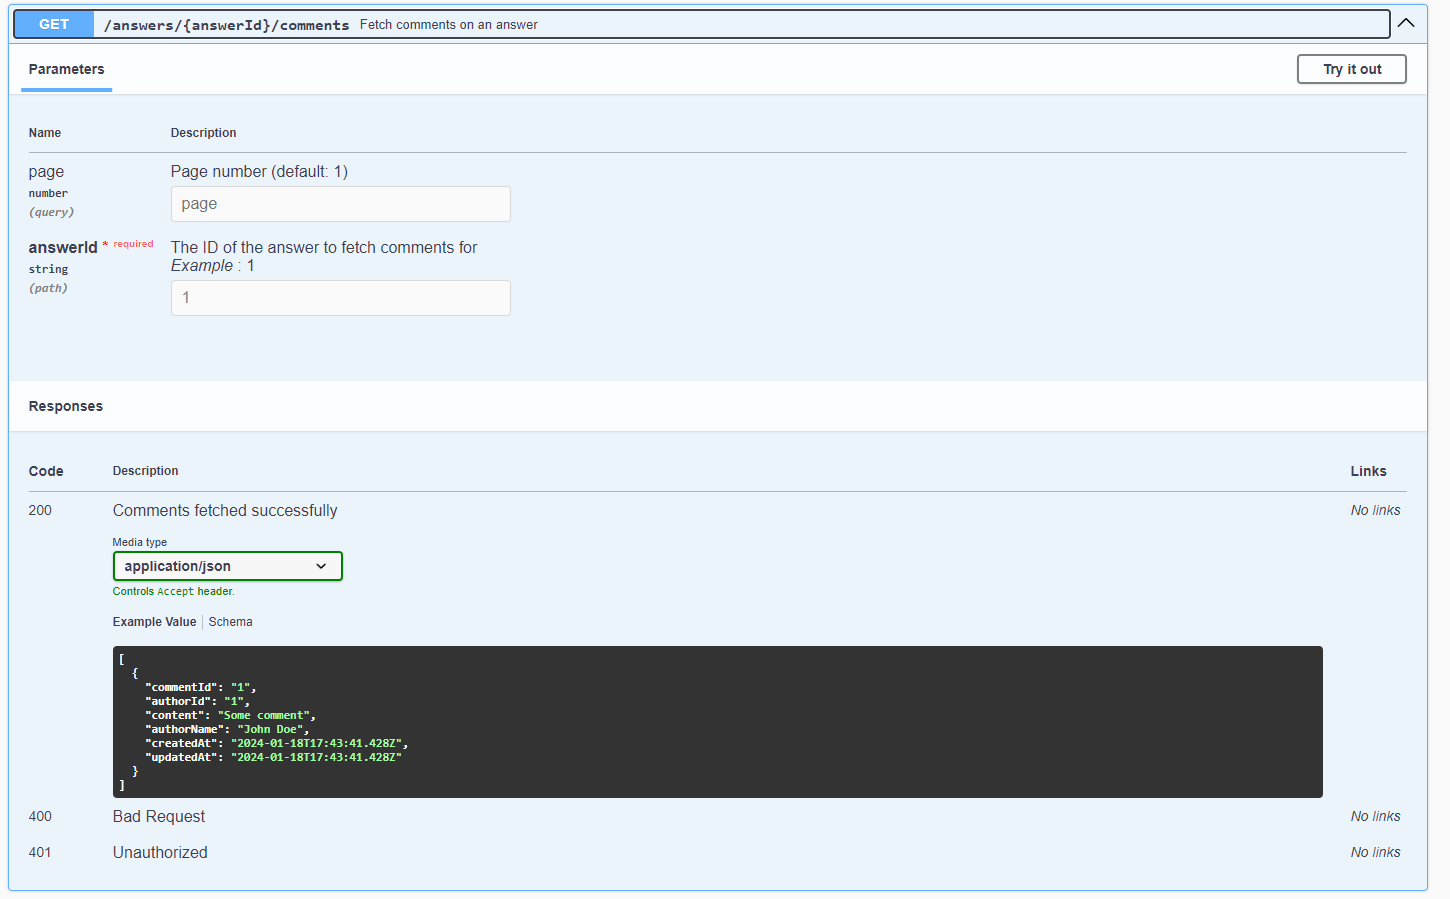 GET /answers/{answerId}/comments Fetch comments on an answer
Parameters
Try it out
Name Description
page
number
(query)
Page number (default: 1)
page
answerId * required
string
(path)
The ID of the answer to fetch comments for
Example : 1
1
Responses
Code Description Links
200 Comments fetched successfully No links
Media type
application/json
Controls Accept header.
Example Value Schema
[
  {
    "commentId": "1",
    "authorId": "1",
    "content": "Some comment",
    "authorName": "John Doe",
    "createdAt": "2024-01-18T17:43:41.428Z",
    "updatedAt": "2024-01-18T17:43:41.428Z"
  }
]
400 Bad Request No links
401 Unauthorized No links